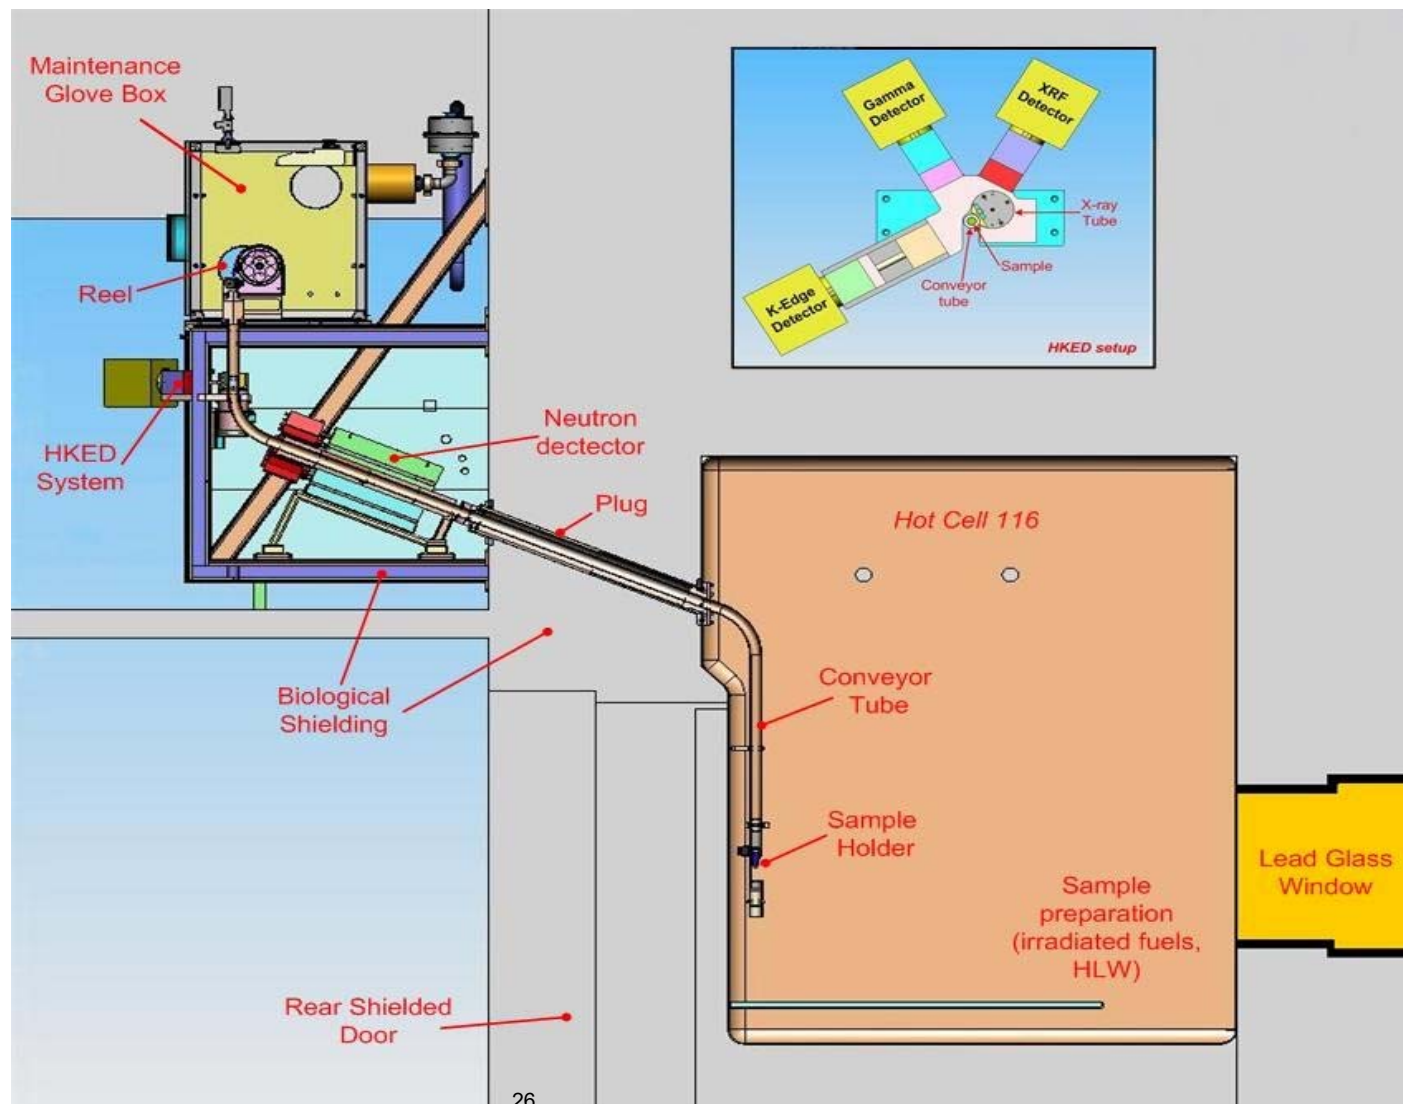 Maintenance
Glove Box
Reel
HKED
System
Neutron
dectector
Plug
Biological
Shielding
Rear Shielded
Door
Gamma
Detector
XRF
Detector
X-ray
Tube
Sample
Conveyor
tube
K-Edge
Detector
HKED setup
Hot Cell 116
Conveyor
Tube
Sample
Holder
Sample
preparation
(irradiated fuels,
HLW)
Lead Glass
Window
26